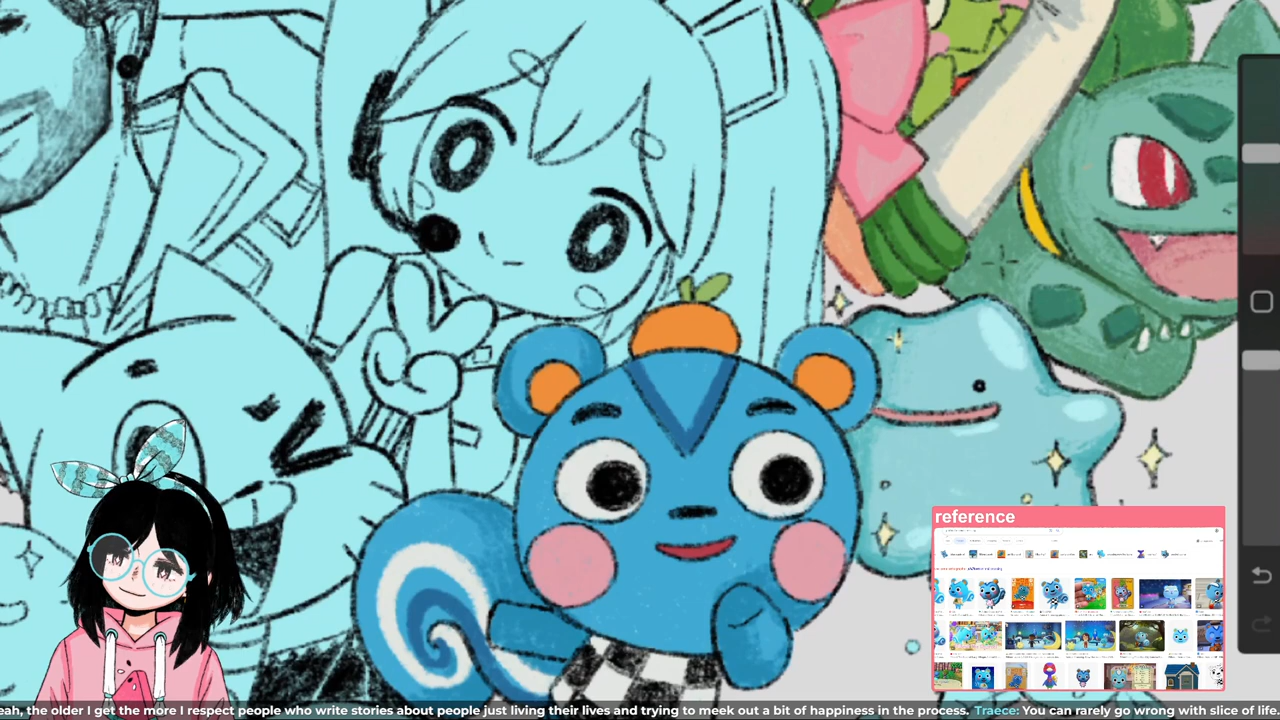 reference
eah, the older I get the more I respect people who write stories about people just living their lives and trying to meek out a bit of happiness in the process. Traece: You can rarely go wrong with slice of life.